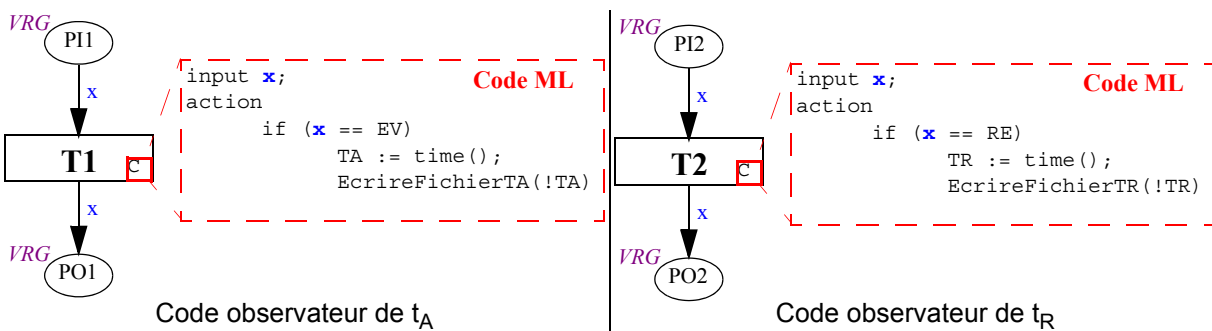 VRG
PI1
x
input x;
Code ML
action
if (x == EV)
T1
C
TA := time();
EcrireFichierTA(!TA)
x
VRG
PO1
Code observateur de tA
VRG
PI2
x
input x;
Code ML
action
if (x == RE)
T2
C
TR := time();
EcrireFichierTR(!TR)
x
VRG
PO2
Code observateur de tR